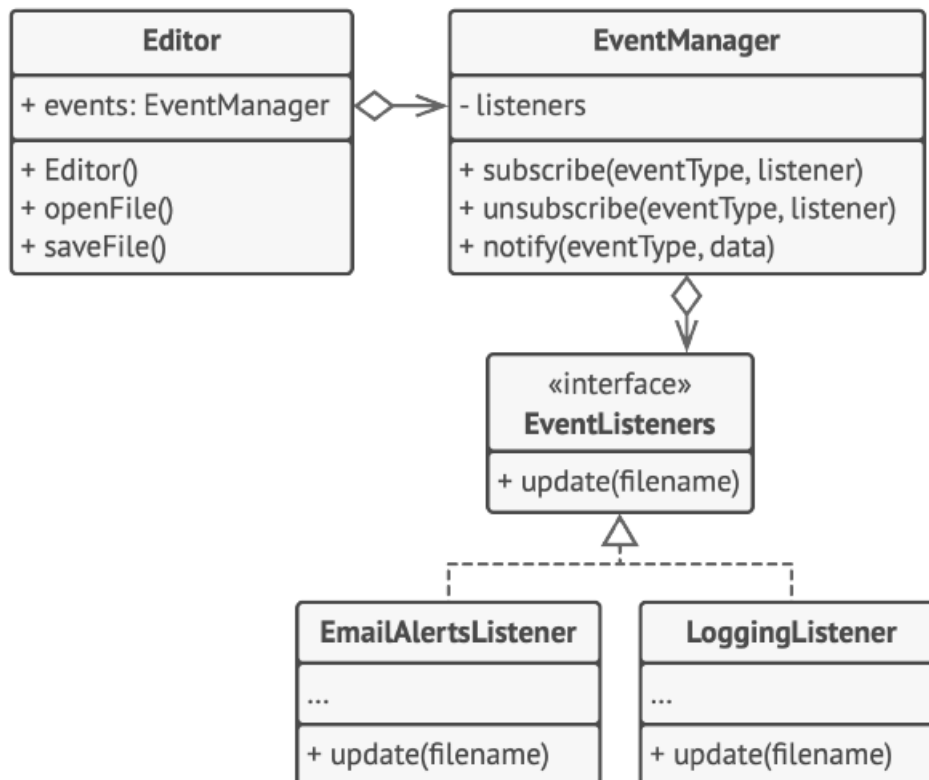 Editor
+ events: EventManager
+ Editor()
+ openFile()
+ saveFile()
EventManager
- listeners
+ subscribe(eventType, listener)
+ unsubscribe(eventType, listener)
+ notify(eventType, data)
«interface»
EventListeners
+ update(filename)
EmailAlertsListener
...
+ update(filename)
LoggingListener
...
+ update(filename)